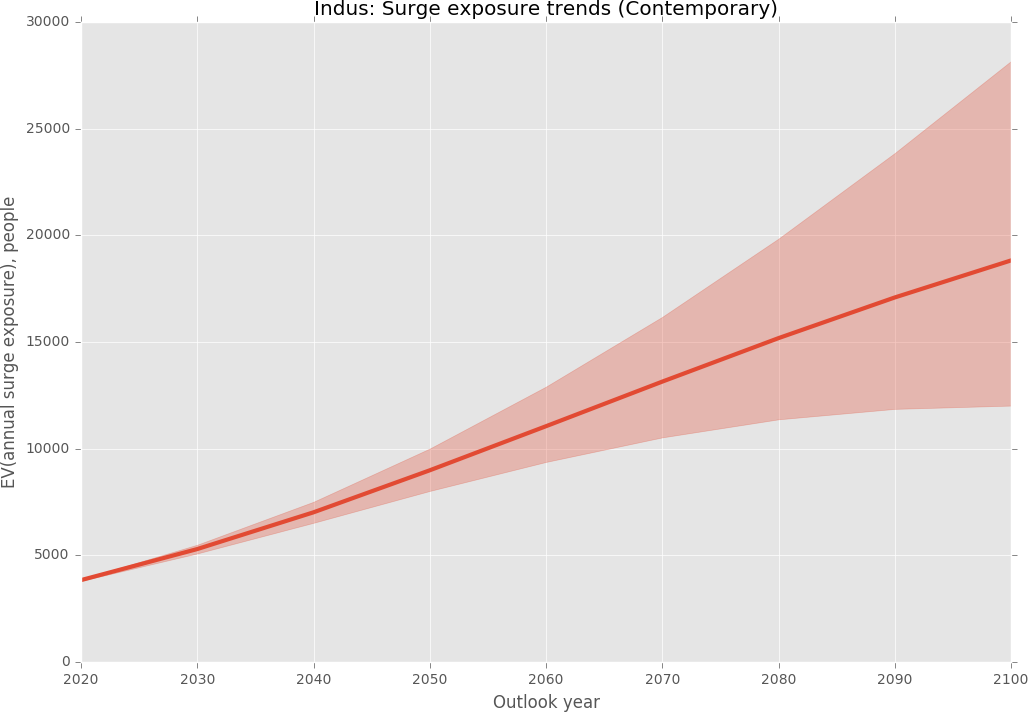 Indus: Surge exposure trends (Contemporary)
30000
25000
20000
15000
10000
5000
0
EV(annual surge exposure), people
2020 2030 2040 2050 2060 2070 2080 2090 2100
Outlook year